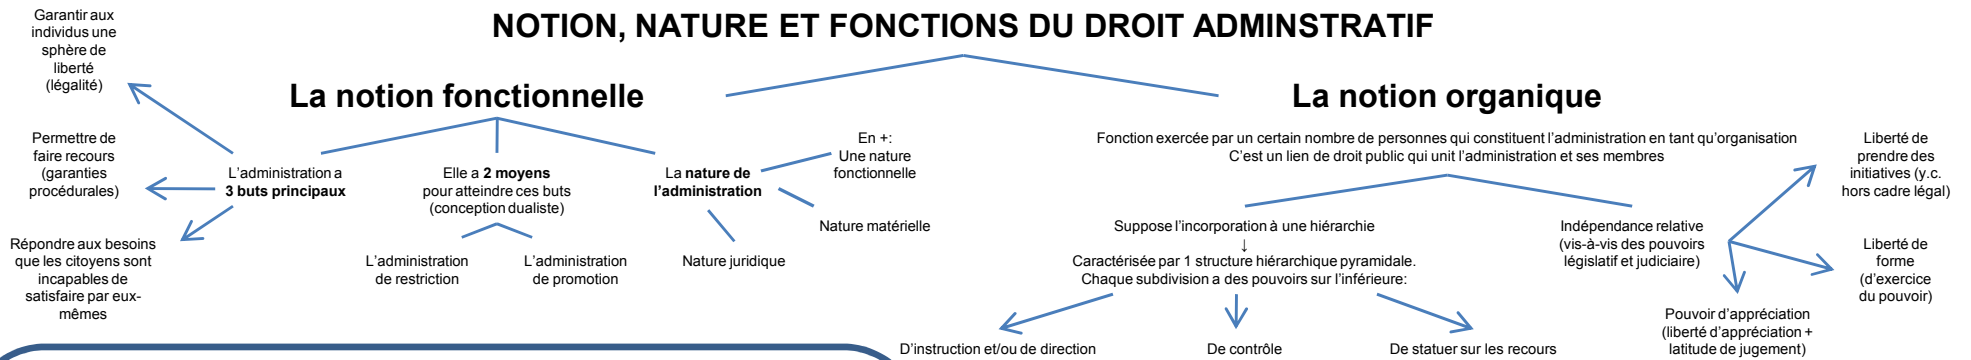 NOTION, NATURE ET FONCTIONS DU DROIT ADMINSTRATIF
La notion fonctionnelle
Garantir aux
individus une
sphère de
liberté
(légalité)
Permettre de
faire recours
(garanties
procédurales)
Répondre aux besoins
que les citoyens sont
incapables de
satisfaire par eux-
mêmes
L'administration a
3 buts principaux
Elle a 2 moyens
pour atteindre ces buts
(conception dualiste)
L'administration
de restriction
L'administration
de promotion
La nature de
l'administration
En +:
Une nature
fonctionnelle
Nature matérielle
Nature juridique
La notion organique
Fonction exercée par un certain nombre de personnes qui constituent l'administration en tant qu'organisation
C'est un lien de droit public qui unit l'administration et ses membres
Suppose l'incorporation à une hiérarchie
↓
Caractérisée par 1 structure hiérarchique pyramidale.
Chaque subdivision a des pouvoirs sur l'inférieure:
D'instruction et/ou de direction
De contrôle
De statuer sur les recours
Indépendance relative
(vis-à-vis des pouvoirs
législatif et judiciaire)
Liberté de
prendre des
initiatives (y.c.
hors cadre légal)
Liberté de
forme
(d'exercice
du pouvoir)
Pouvoir d'appréciation
(liberté d'appréciation +
latitude de jugement)